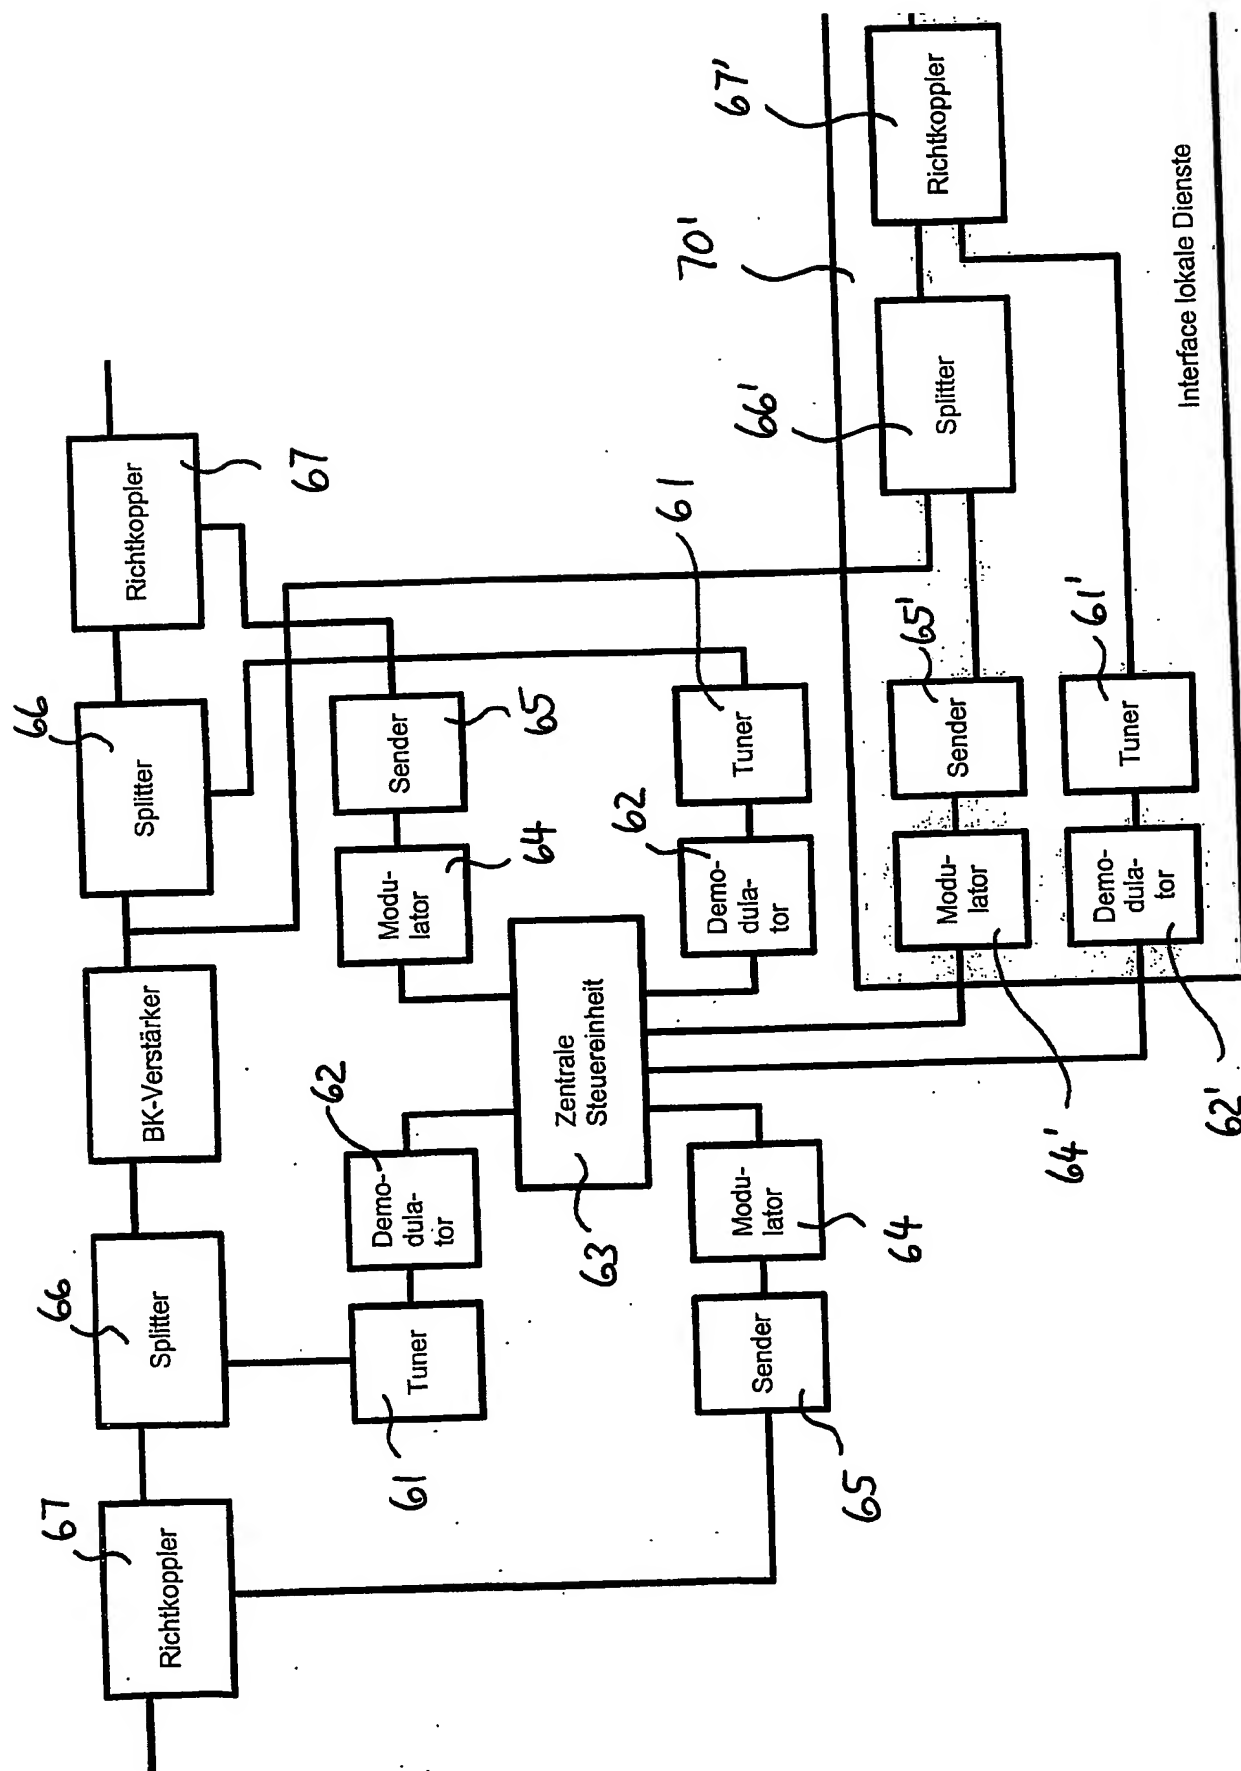 67
Richtkoppler
66
Splitter
BK-Verstärker
66
Splitter
Richtkoppler
67
61
Tuner
62
Demo-
dula-
tor
Modu-
lator
64
Sender
65
63
Zentrale
Steuereinheit
65
Sender
Modu-
lator
64
62
Demo-
dula-
tor
Tuner
61
64'
Modu-
lator
Sender
65'
66'
Splitter
70'
67'
Richtkoppler
62'
Demo-
dula-
tor
Tuner
61'
Interface lokale Dienste